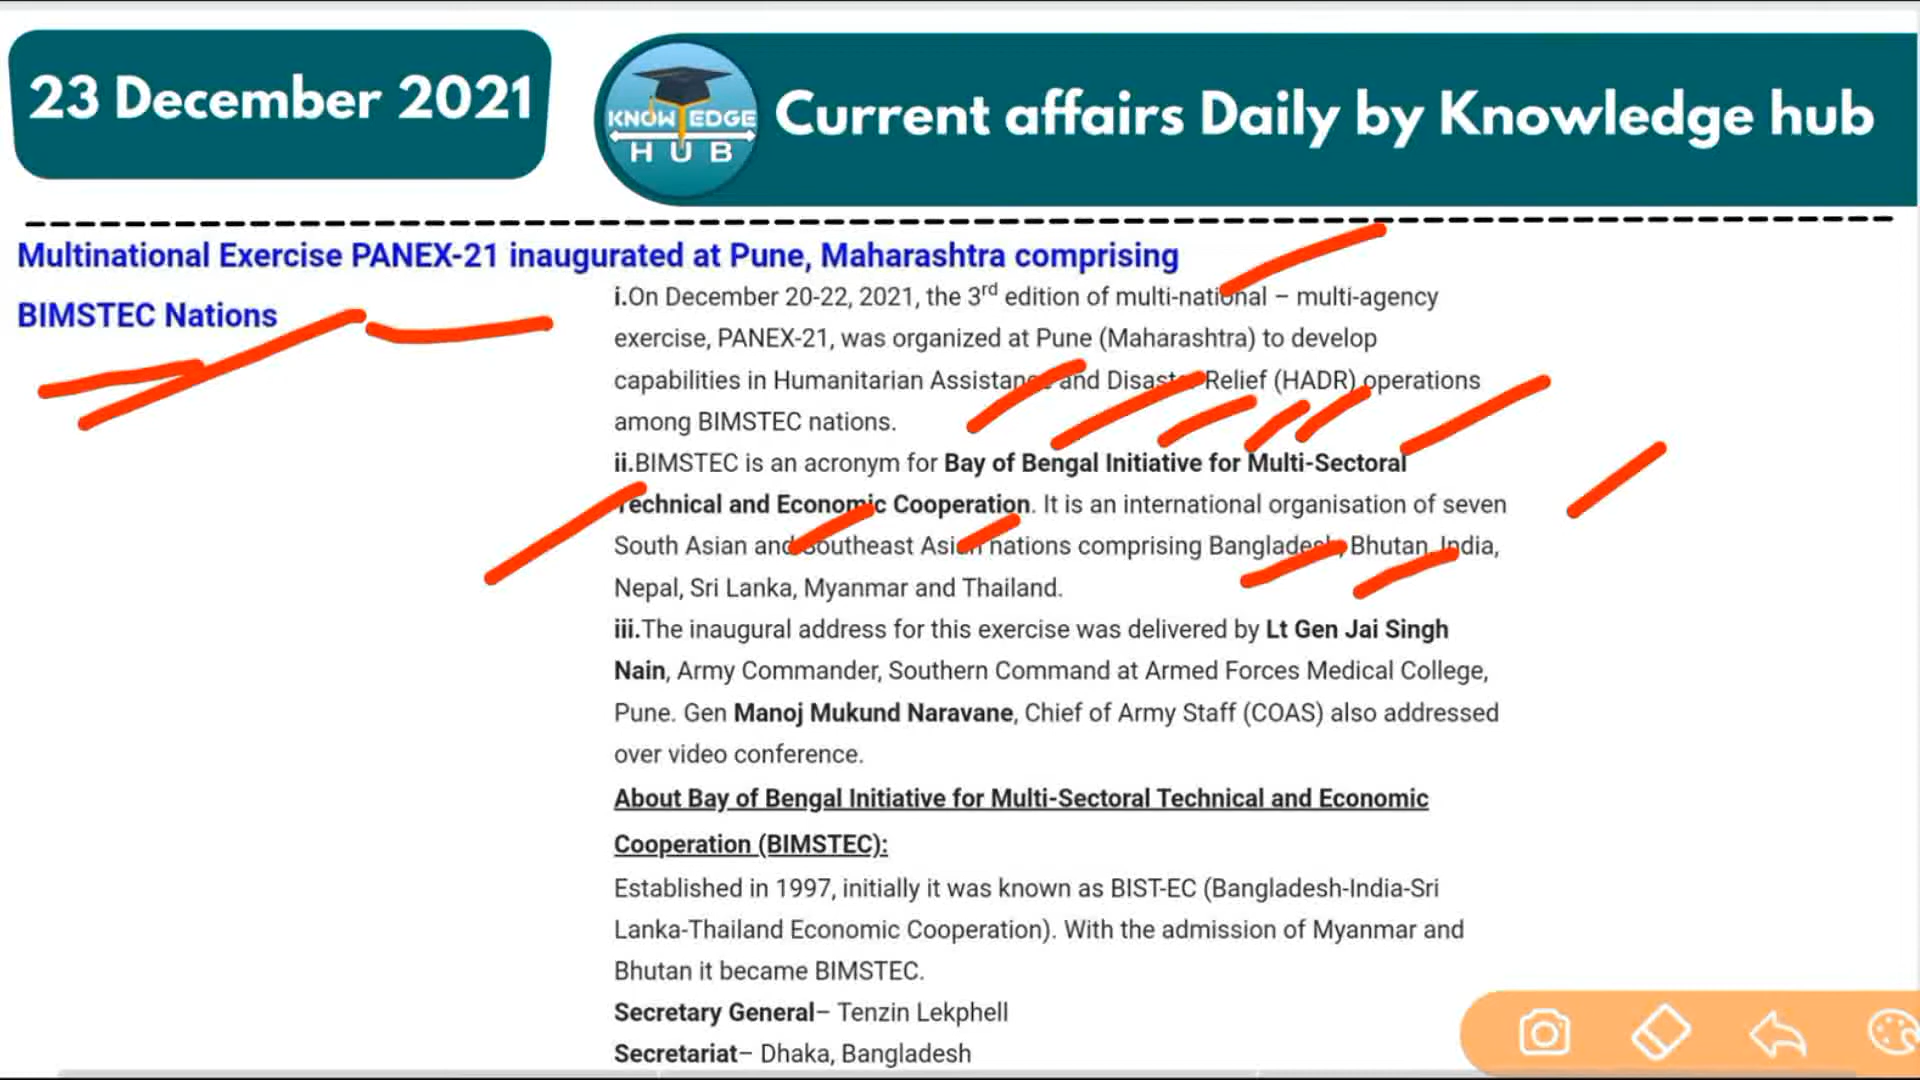 23 December 2021
KNOWLEDGE
HUB
Current affairs Daily by Knowledge hub
Multinational Exercise PANEX-21 inaugurated at Pune, Maharashtra comprising
BIMSTEC Nations
i.On December 20-22, 2021, the 3rd edition of multi-national – multi-agency
exercise, PANEX-21, was organized at Pune (Maharashtra) to develop
capabilities in Humanitarian Assistance and Disaster Relief (HADR) operations
among BIMSTEC nations.
ii.BIMSTEC is an acronym for Bay of Bengal Initiative for Multi-Sectoral
Technical and Economic Cooperation. It is an international organisation of seven
South Asian and Southeast Asian nations comprising Bangladesh, Bhutan, India,
Nepal, Sri Lanka, Myanmar and Thailand.
iii.The inaugural address for this exercise was delivered by Lt Gen Jai Singh
Nain, Army Commander, Southern Command at Armed Forces Medical College,
Pune. Gen Manoj Mukund Naravane, Chief of Army Staff (COAS) also addressed
over video conference.
About Bay of Bengal Initiative for Multi-Sectoral Technical and Economic
Cooperation (BIMSTEC):
Established in 1997, initially it was known as BIST-EC (Bangladesh-India-Sri
Lanka-Thailand Economic Cooperation). With the admission of Myanmar and
Bhutan it became BIMSTEC.
Secretary General– Tenzin Lekphell
Secretariat– Dhaka, Bangladesh